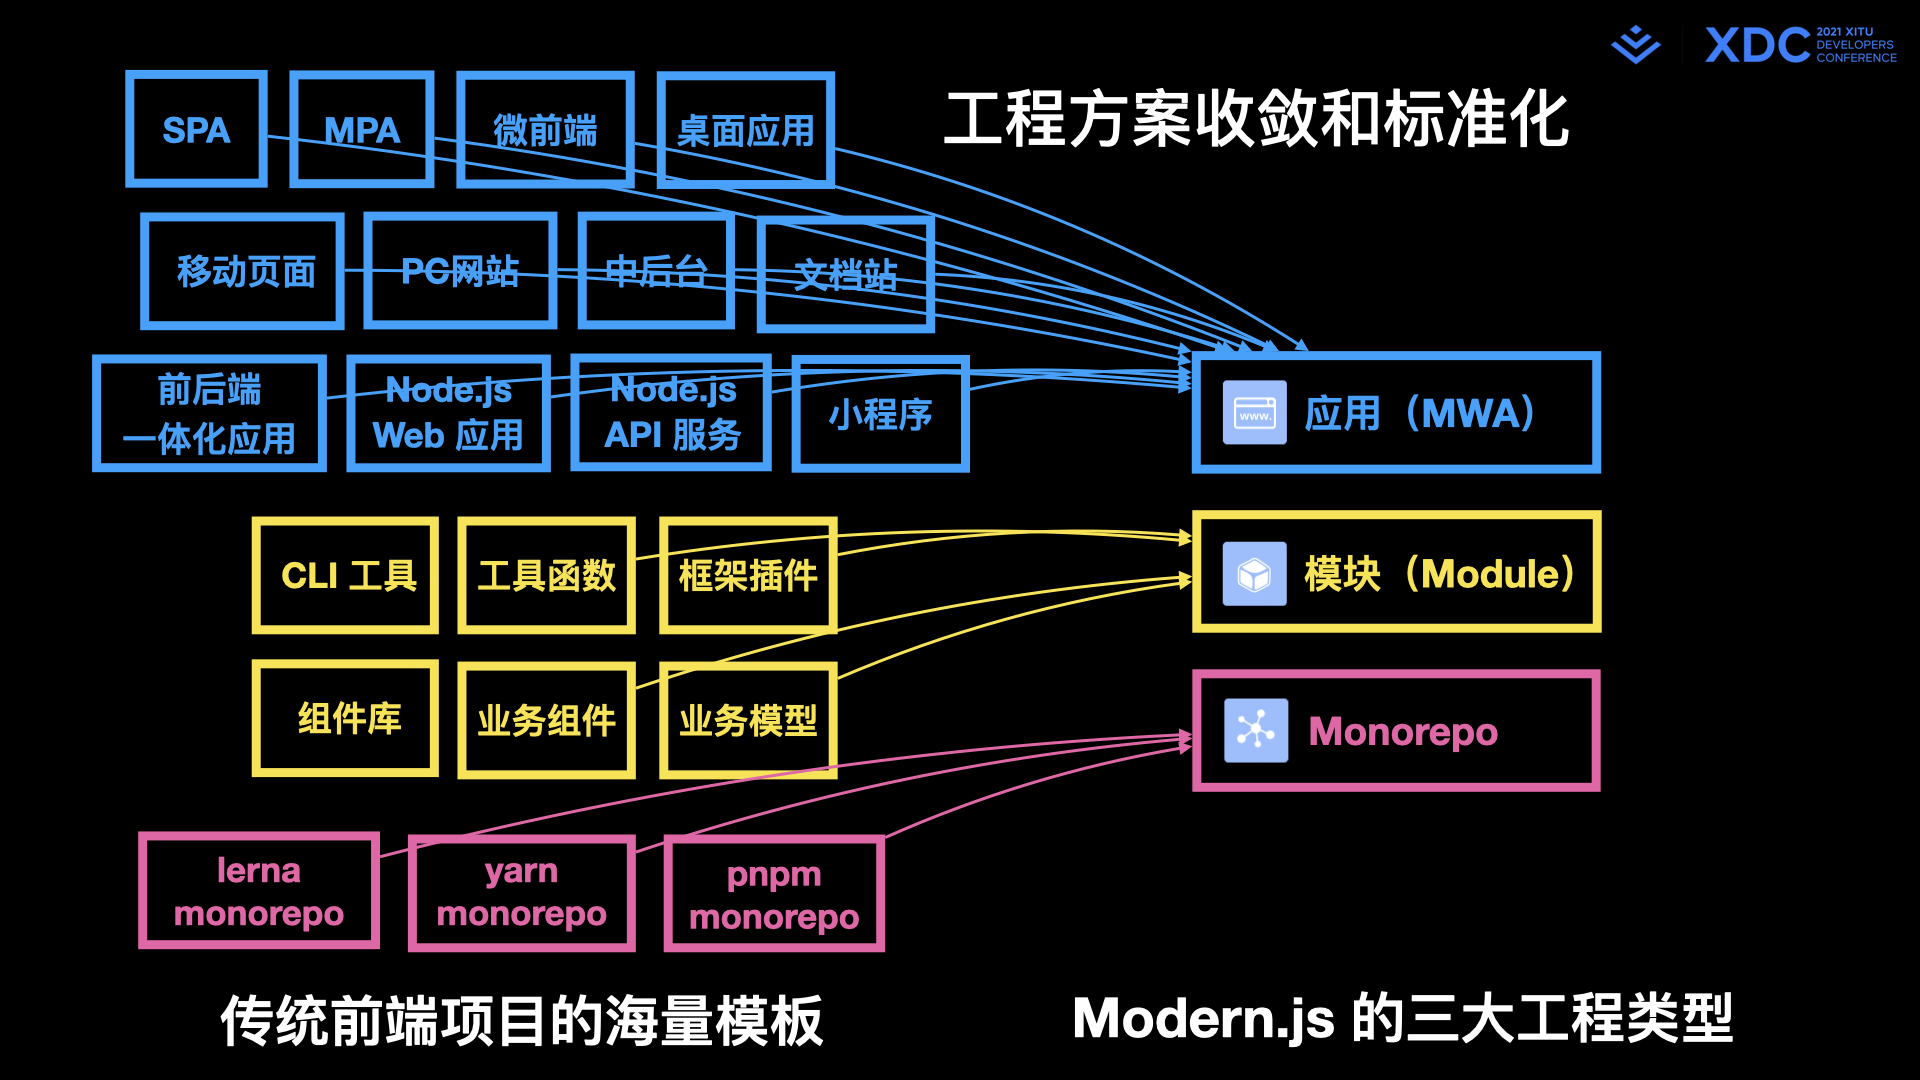 XDC
2021 XITU
DEVELOPERS
CONFERENCE
工程方案收敛和标准化
SPA
MPA
微前端
桌面应用
移动页面
PC网站
中后台
文档站
前后端
一体化应用
Node.js
Web 应用
Node.js
API 服务
小程序
www.
应用（MWA）
CLI 工具
工具函数
框架插件
模块（Module）
组件库
业务组件
业务模型
Monorepo
lerna
monorepo
yarn
monorepo
pnpm
monorepo
传统前端项目的海量模板
Modern.js 的三大工程类型